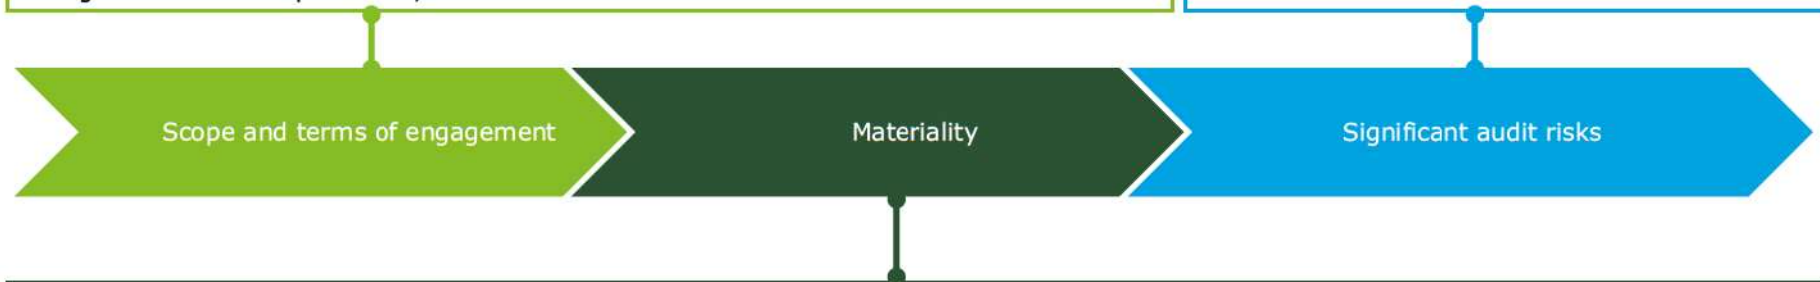 Scope and terms of engagement
Materiality
Significant audit risks